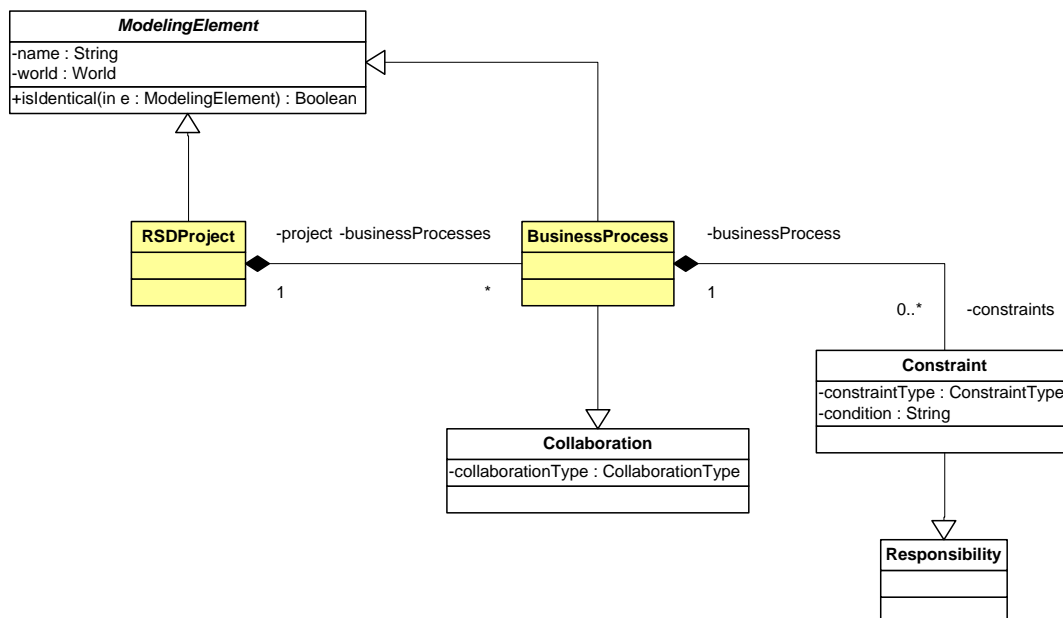 ModelingElement
-name : String
-world : World
+isIdentical(in e : ModelingElement) : Boolean
RSDProject
-project -businessProcesses
BusinessProcess
-businessProcess
1
*
1
0..*
-constraints
Constraint
-constraintType : ConstraintType
-condition : String
Collaboration
-collaborationType : CollaborationType
Responsibility